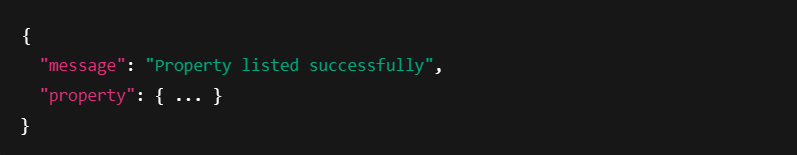 {
"message": "Property listed successfully",
"property": { ... }
}